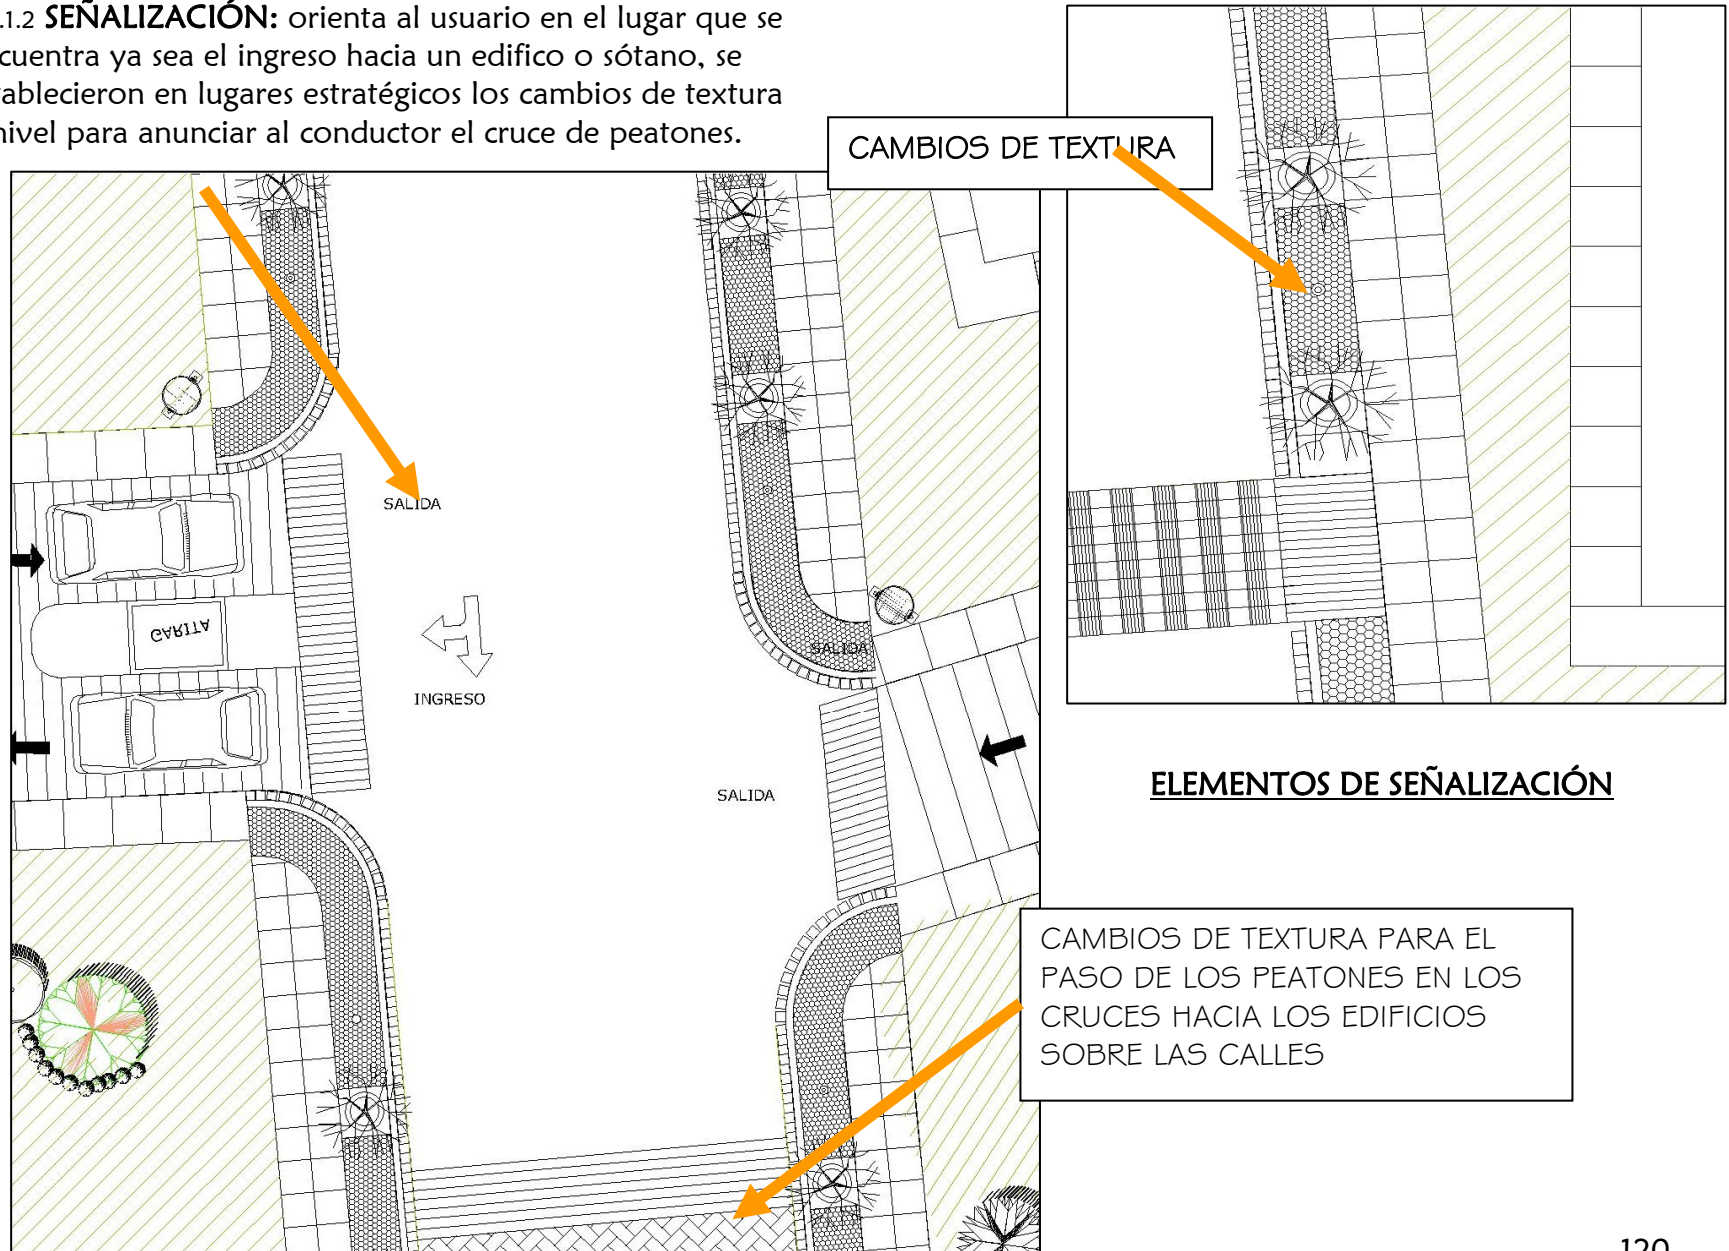 .1.2 SEÑALIZACIÓN: orienta al usuario en el lugar que se
cuentra ya sea el ingreso hacia un edifico o sótano, se
ablecieron en lugares estratégicos los cambios de textura
nivel para anunciar al conductor el cruce de peatones.
CAMBIOS DE TEXTURA
SALIDA
GARITA
SALIDA
INGRESO
SALIDA
ELEMENTOS DE SEÑALIZACIÓN
CAMBIOS DE TEXTURA PARA EL
PASO DE LOS PEATONES EN LOS
CRUCES HACIA LOS EDIFICIOS
SOBRE LAS CALLES
120